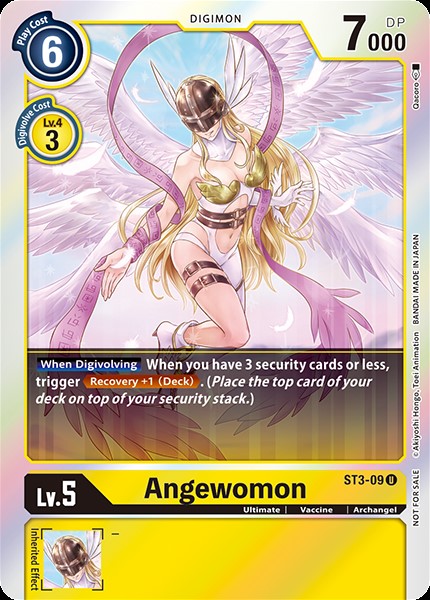 Play Cost
6
DIGIMON
DP
7000
Digivolve Cost
Lv.4
3
Qacoro
When Digivolving When you have 3 security cards or less,
trigger Recovery +1 (Deck). (Place the top card of your
deck on top of your security stack.)
©Akiyoshi Hongo, Toei Animation BANDAI MADE IN JAPAN
NOT FOR SALE
Lv.5
Angewomon
ST3-09 U
Ultimate | Vaccine | Archangel
Inherited Effect
–